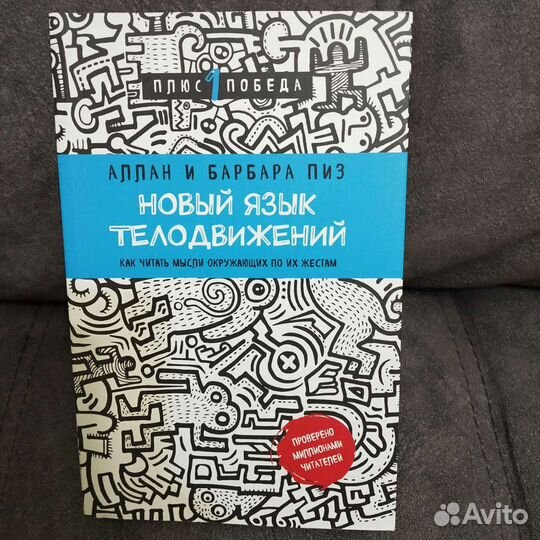 ПЛЮС 1 ПОБЕДА
АЛЛАН И БАРБАРА ПИЗ
НОВЫЙ ЯЗЫК
ТЕЛОДВИЖЕНИЙ
КАК ЧИТАТЬ МЫСЛИ ОКРУЖАЮЩИХ ПО ИХ ЖЕСТАМ
ПРОВЕРЕНО
МИЛЛИОНАМИ
ЧИТАТЕЛЕЙ
Avito